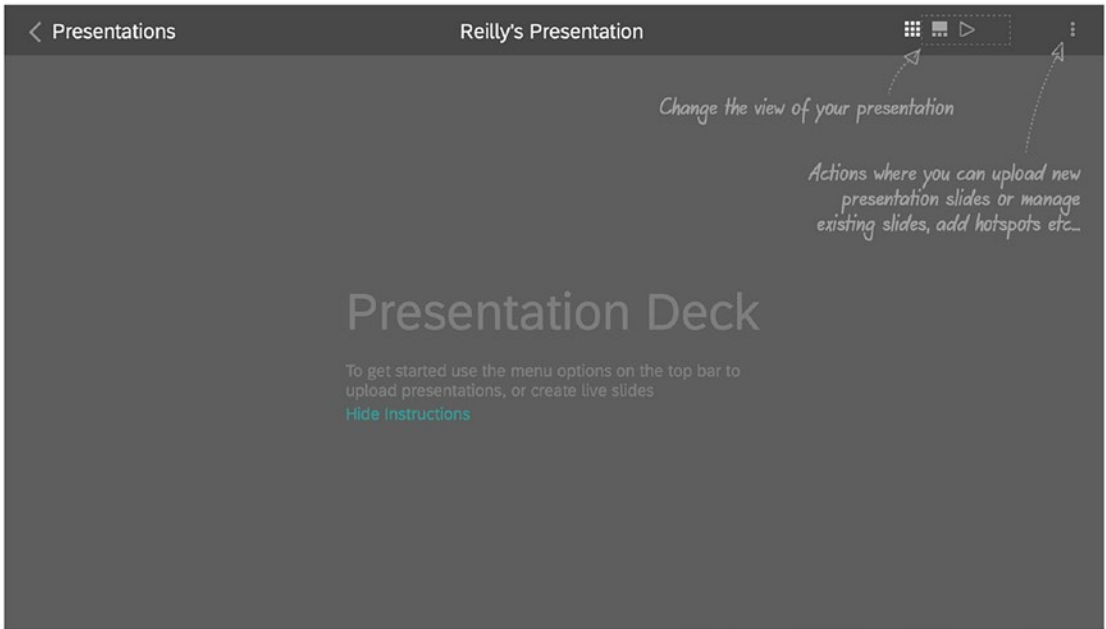 Presentations
Reilly's Presentation
Change the view of your presentation
Actions where you can upload new
presentation slides or manage
existing slides, add hotspots etc...
Presentation Deck
To get started use the menu options on the top bar to
upload presentations, or create live slides
Hide Instructions